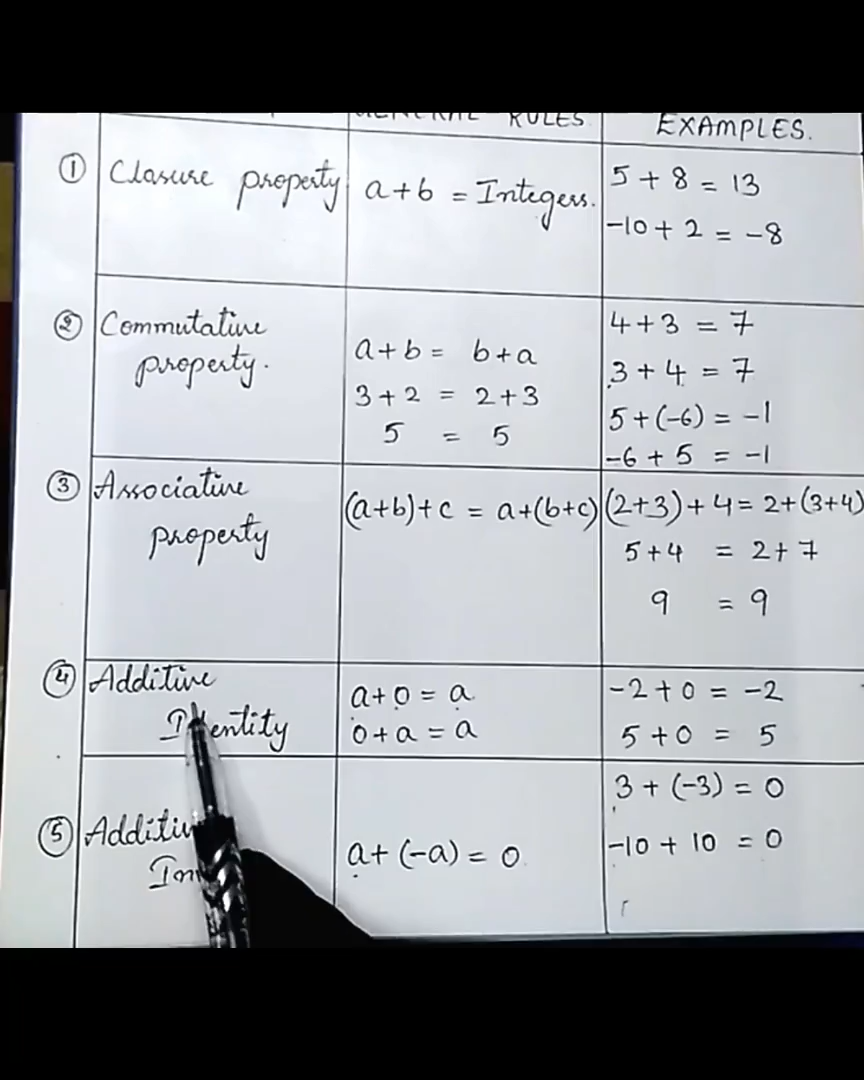 RULES
EXAMPLES.
① Closure property
a+b = Integers.
5 + 8 = 13
-10 + 2 = -8
② Commutative
property.
a+b = b+a
3+2 = 2+3
5 = 5
4+3 = 7
3 + 4 = 7
5+(-6) = -1
-6 + 5 = -1
③ Associative
property
(a+b)+c = a+(b+c)
(2+3)+4 = 2+(3+4)
5+4 = 2+7
9 = 9
④ Additive
Identity
a+0 = a
0+a = a
-2+0 = -2
5+0 = 5
⑤
a+(-a) = 0
3 + (-3) = 0
-10 + 10 = 0